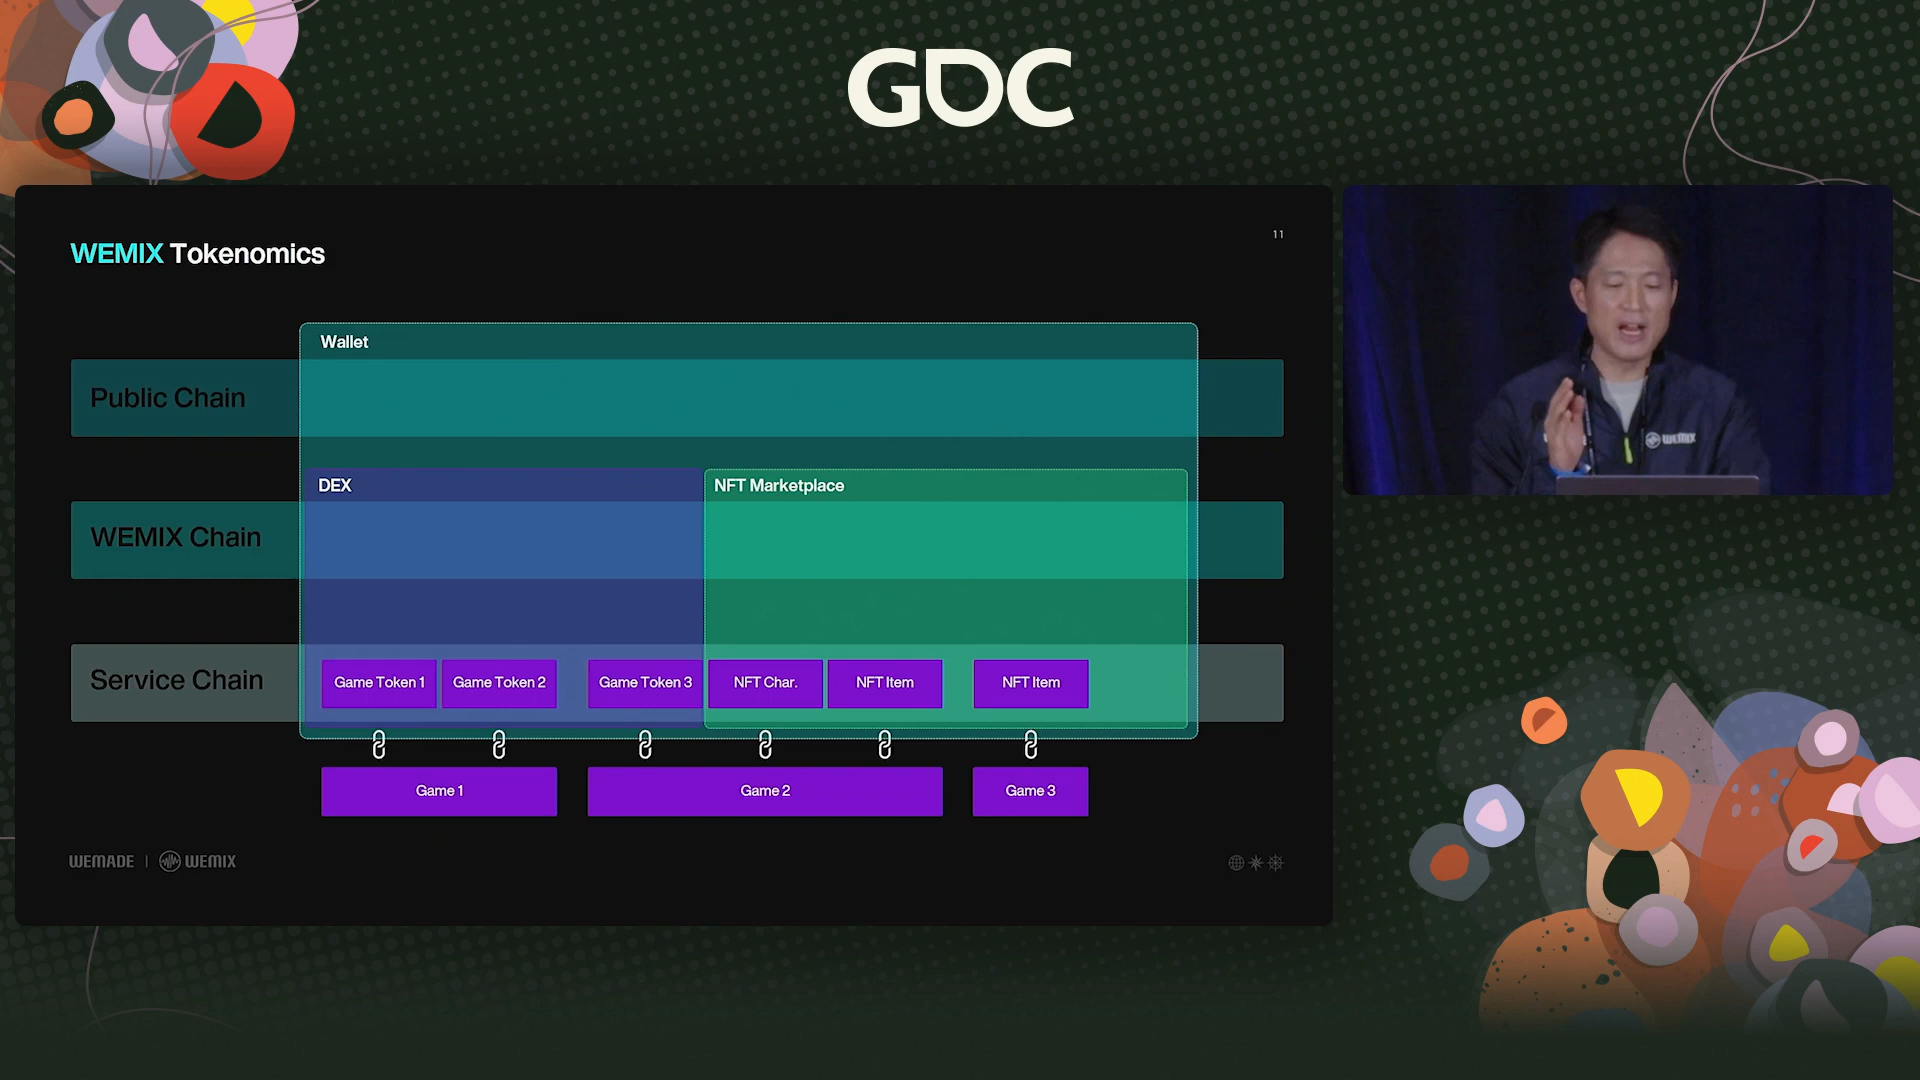 GDC
WEMIX Tokenomics
11
Wallet
Public Chain
DEX
NFT Marketplace
WEMIX Chain
Service Chain
Game Token 1
Game Token 2
Game Token 3
NFT Char.
NFT Item
NFT Item
Game 1
Game 2
Game 3
WEMADE | WEMIX
WEMIX